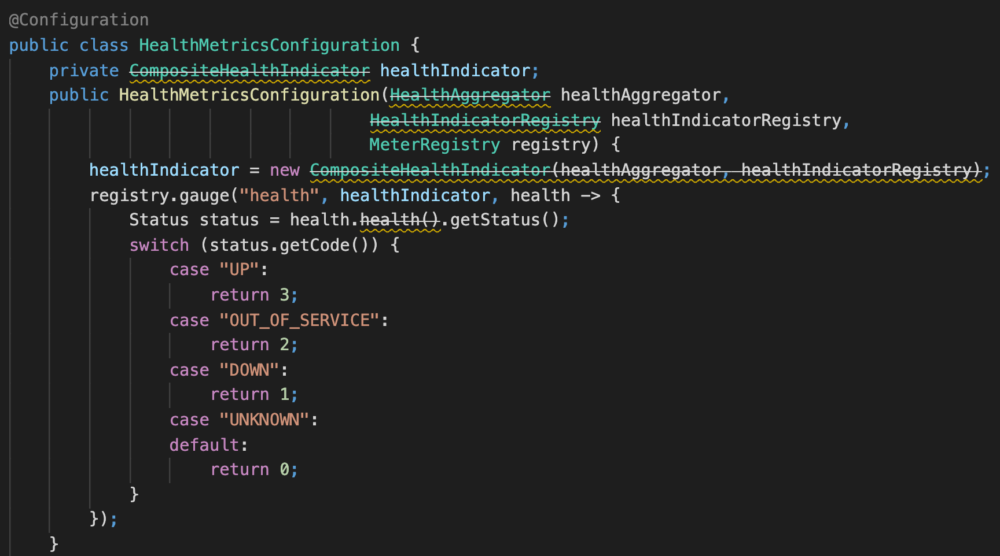 @Configuration
public class HealthMetricsConfiguration {
    private CompositeHealthIndicator healthIndicator;
    public HealthMetricsConfiguration(HealthAggregator healthAggregator,
                                    HealthIndicatorRegistry healthIndicatorRegistry,
                                    MeterRegistry registry) {
        healthIndicator = new CompositeHealthIndicator(healthAggregator, healthIndicatorRegistry);
        registry.gauge("health", healthIndicator, health -> {
            Status status = health.health().getStatus();
            switch (status.getCode()) {
                case "UP":
                    return 3;
                case "OUT_OF_SERVICE":
                    return 2;
                case "DOWN":
                    return 1;
                case "UNKNOWN":
                default:
                    return 0;
            }
        });
    }